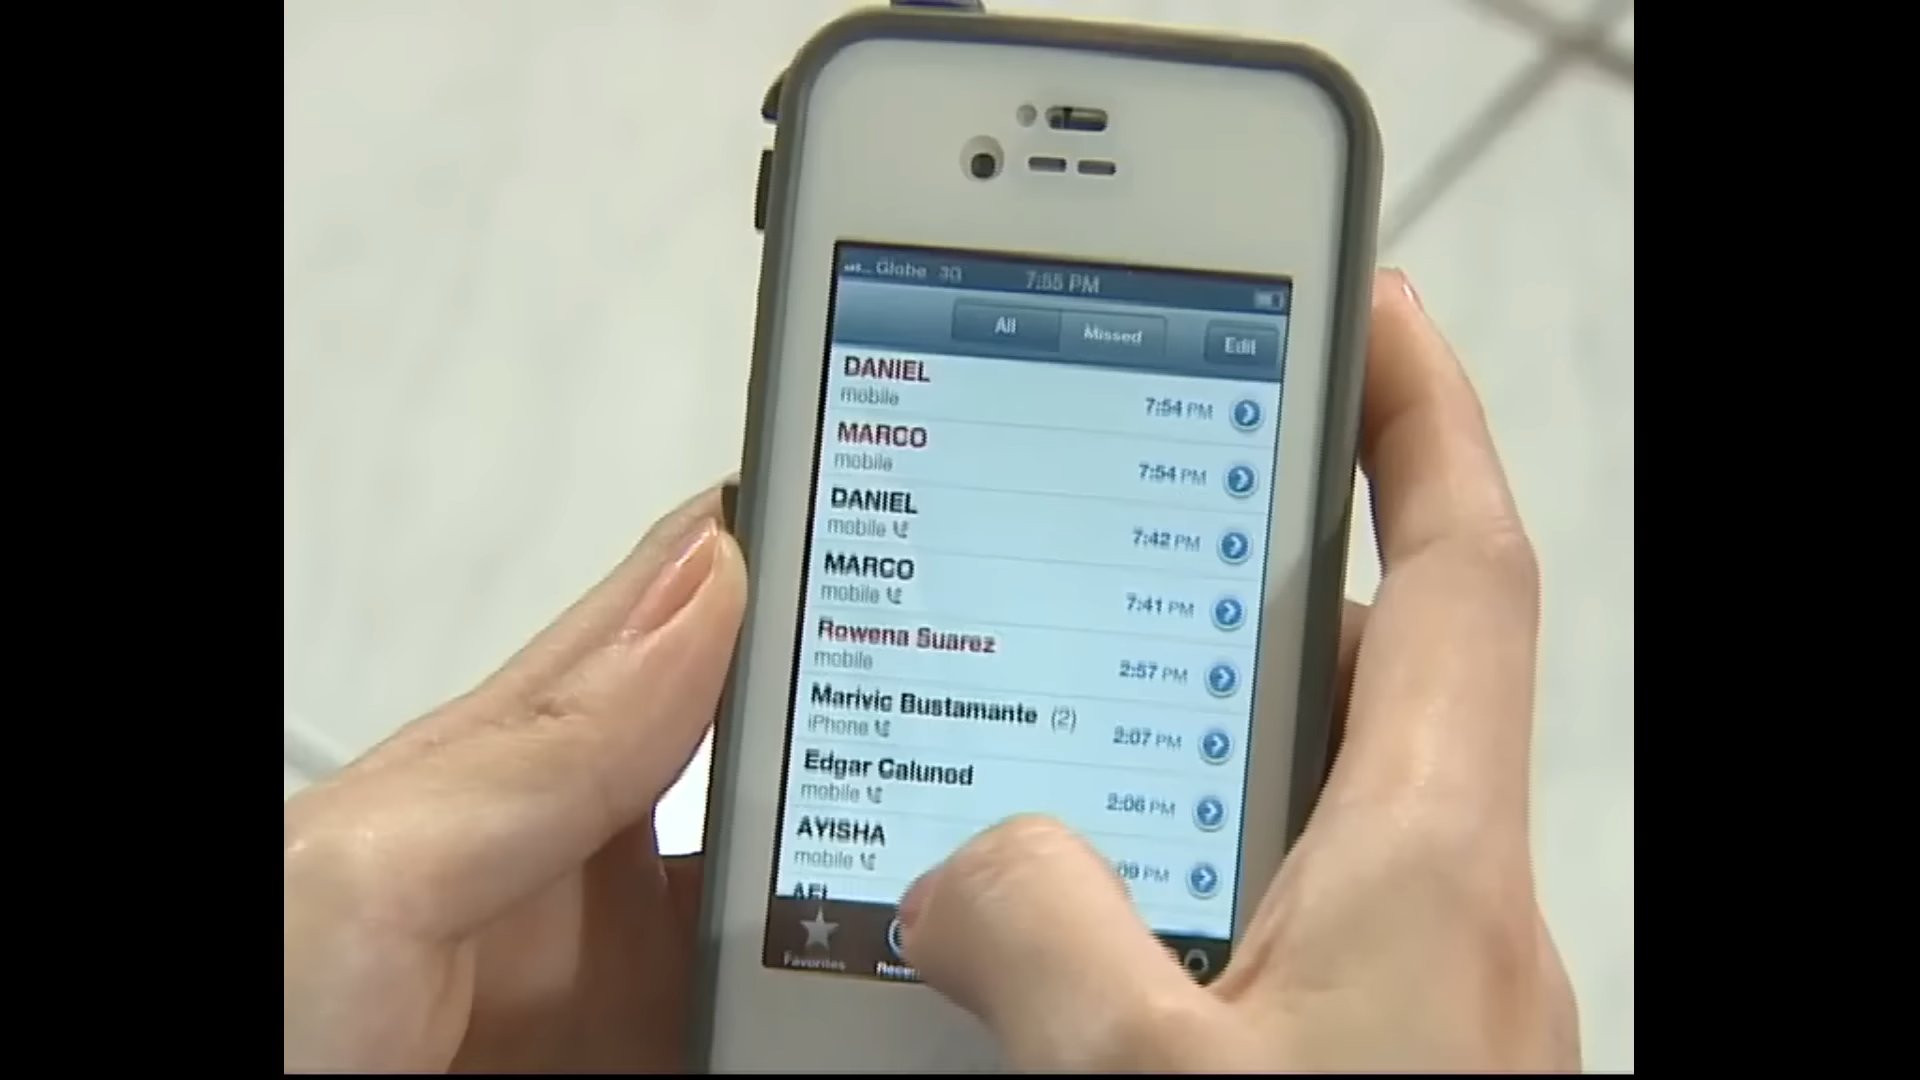 Globe 3G 7:55 PM
All Missed Edit
DANIEL
mobile 7:54 PM
MARCO
mobile 7:54 PM
DANIEL
mobile 7:42 PM
MARCO
mobile 7:41 PM
Rowena Suarez
mobile 2:57 PM
Marivic Bustamante (2)
iPhone 2:07 PM
Edgar Calunod
mobile 2:06 PM
AYISHA
mobile :09 PM
Favorites